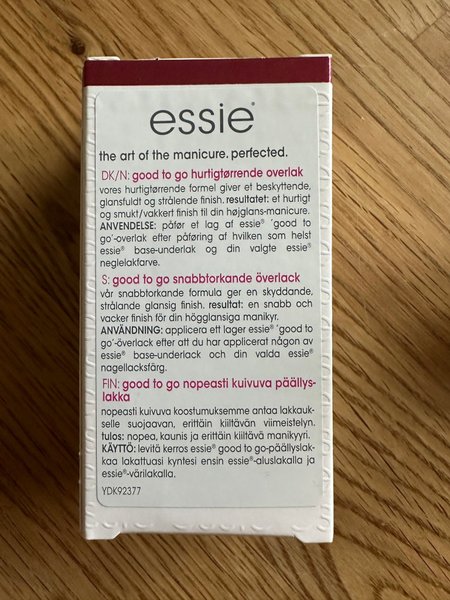 essie®
the art of the manicure. perfected.
DK/N: good to go hurtigtørrende overlak
vores hurtigtørrende formel giver et beskyttende,
glansfuldt og strålende finish. resultatet: et hurtigt
og smukt/vakkert finish til din højglans-manicure.
ANVENDELSE: påfør et lag af essie® ‘good to
go’-overlak efter påføring af hvilken som helst
essie® base-underlak og din valgte essie®
neglelakfarve.
S: good to go snabbtorkande överlack
vår snabbtorkande formula ger en skyddande,
strålande glansig finish. resultat: en snabb och
vacker finish för din högglansiga manikyr.
ANVÄNDNING: applicera ett lager essie® ‘good to
go’-överlack efter att du har applicerat någon av
essie® base-underlack och din valda essie®
nagellacksfärg.
FIN: good to go nopeasti kuivuva päällys-
lakka
nopeasti kuivuva koostumuksemme antaa lakkauk-
selle suojaavan, erittäin kiiltävän viimeistelyn.
tulos: nopea, kaunis ja erittäin kiiltävä manikyyri.
KÄYTTÖ: levitä kerros essie® good to go-päällyslak-
kaa lakattuasi kyntesi ensin essie®-aluslakalla ja
essie®-värilakalla.
YDK92377